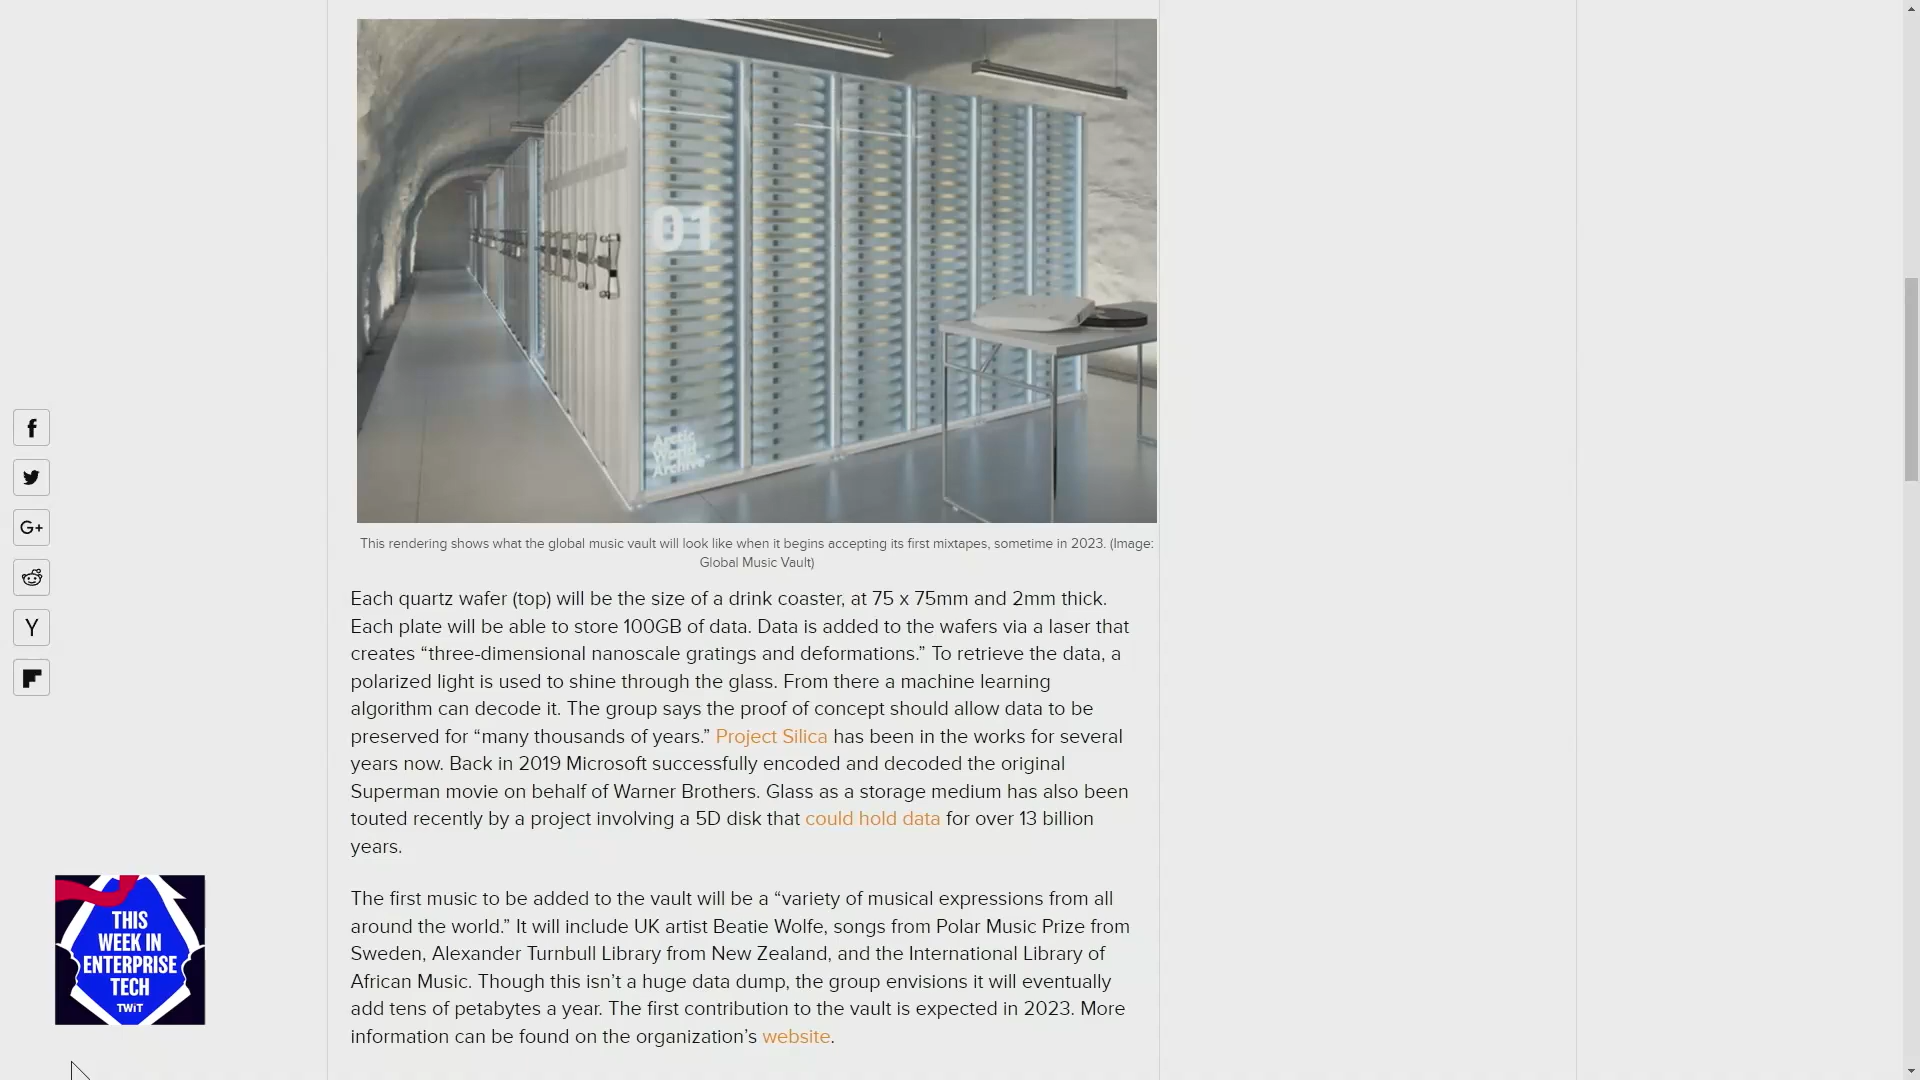 01
Arctic
World
Archive
This rendering shows what the global music vault will look like when it begins accepting its first mixtapes, sometime in 2023. (Image:
Global Music Vault)
Each quartz wafer (top) will be the size of a drink coaster, at 75 x 75mm and 2mm thick.
Each plate will be able to store 100GB of data. Data is added to the wafers via a laser that
creates “three-dimensional nanoscale gratings and deformations.” To retrieve the data, a
polarized light is used to shine through the glass. From there a machine learning
algorithm can decode it. The group says the proof of concept should allow data to be
preserved for “many thousands of years.” Project Silica has been in the works for several
years now. Back in 2019 Microsoft successfully encoded and decoded the original
Superman movie on behalf of Warner Brothers. Glass as a storage medium has also been
touted recently by a project involving a 5D disk that could hold data for over 13 billion
years.
The first music to be added to the vault will be a “variety of musical expressions from all
around the world.” It will include UK artist Beatie Wolfe, songs from Polar Music Prize from
Sweden, Alexander Turnbull Library from New Zealand, and the International Library of
African Music. Though this isn’t a huge data dump, the group envisions it will eventually
add tens of petabytes a year. The first contribution to the vault is expected in 2023. More
information can be found on the organization’s website.
f
G+
Y
THIS
WEEK IN
ENTERPRISE
TECH
TWiT